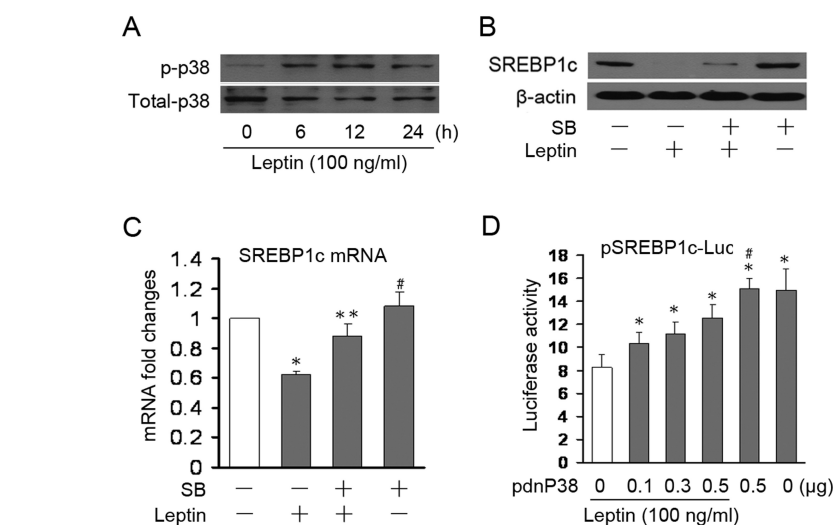 A
p-p38
Total-p38
0 6 12 24 (h)
Leptin (100 ng/ml)
B
SREBP1c
β-actin
SB − − + +
Leptin − + + −
C
SREBP1c mRNA
mRNA fold changes
1.4
1.2
1
0.8
0.6
0.4
0.2
0
*
**
#
SB − − + +
Leptin − + + −
D
pSREBP1c-Luc
Luciferase activity
18
16
14
12
10
8
6
4
2
0
*
*
*
#
*
*
pdnP38 0 0.1 0.3 0.5 0.5 0 (μg)
Leptin (100 ng/ml)